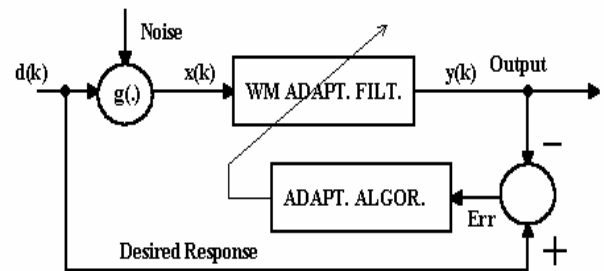 Noise
d(k)
g(.)
x(k)
WM ADAPT. FILT.
y(k)
Output
−
ADAPT. ALGOR.
Err
+
Desired Response